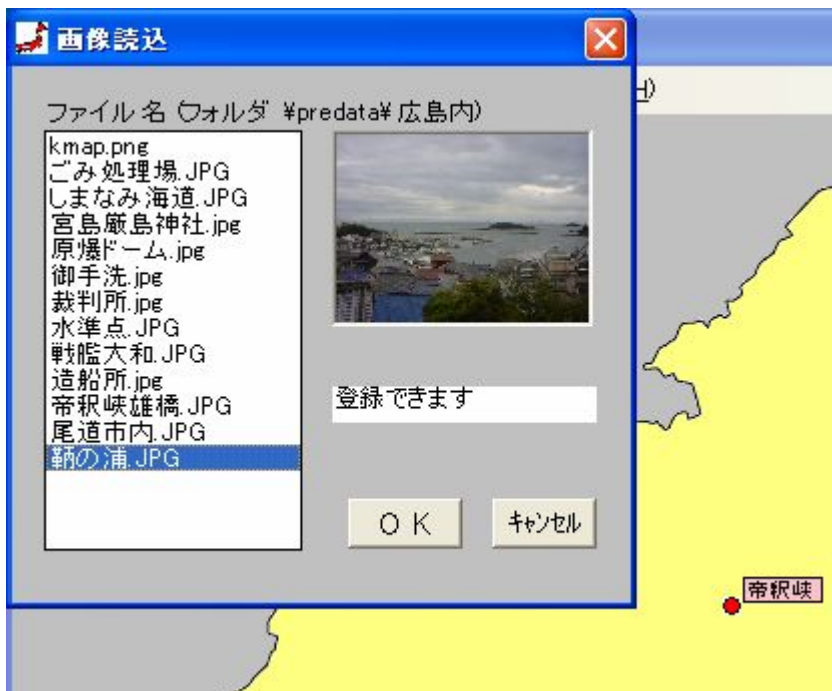 画像読込
H)
ファイル名(フォルダ ¥predata¥広島内)
kmap.png
ごみ処理場.JPG
しまなみ海道.JPG
宮島厳島神社.jpg
原爆ドーム.jpg
御手洗.jpg
裁判所.jpg
水準点.JPG
戦艦大和.JPG
造船所.jpg
帝釈峡雄橋.JPG
尾道市内.JPG
鞆の浦.JPG
登録できます
OK
キャンセル
帝釈峡